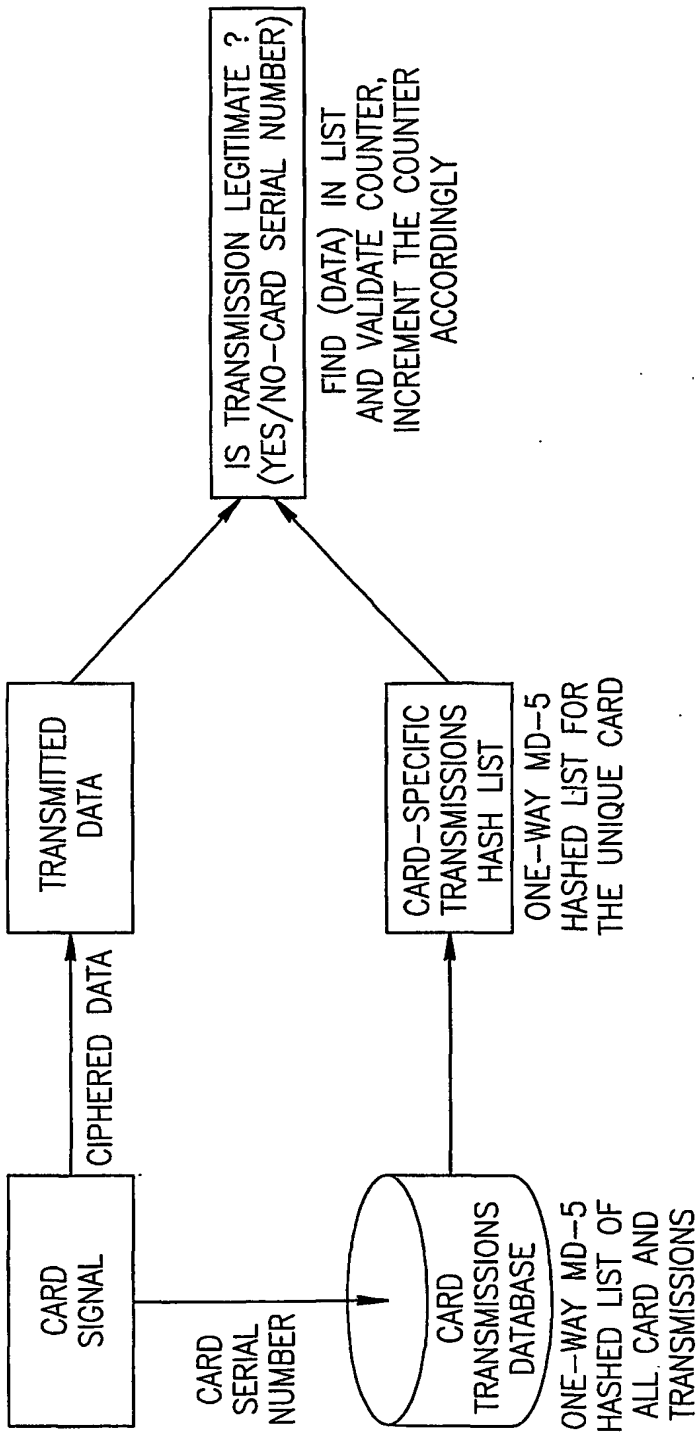 CARD
SIGNAL
CIPHERED DATA
TRANSMITTED
DATA
CARD
SERIAL
NUMBER
CARD
TRANSMISSIONS
DATABASE
ONE-WAY MD-5
HASHED LIST OF
ALL CARD AND
TRANSMISSIONS
CARD-SPECIFIC
TRANSMISSIONS
HASH LIST
ONE-WAY MD-5
HASHED LIST FOR
THE UNIQUE CARD
IS TRANSMISSION LEGITIMATE ?
(YES/NO-CARD SERIAL NUMBER)
FIND (DATA) IN LIST
AND VALIDATE COUNTER,
INCREMENT THE COUNTER
ACCORDINGLY